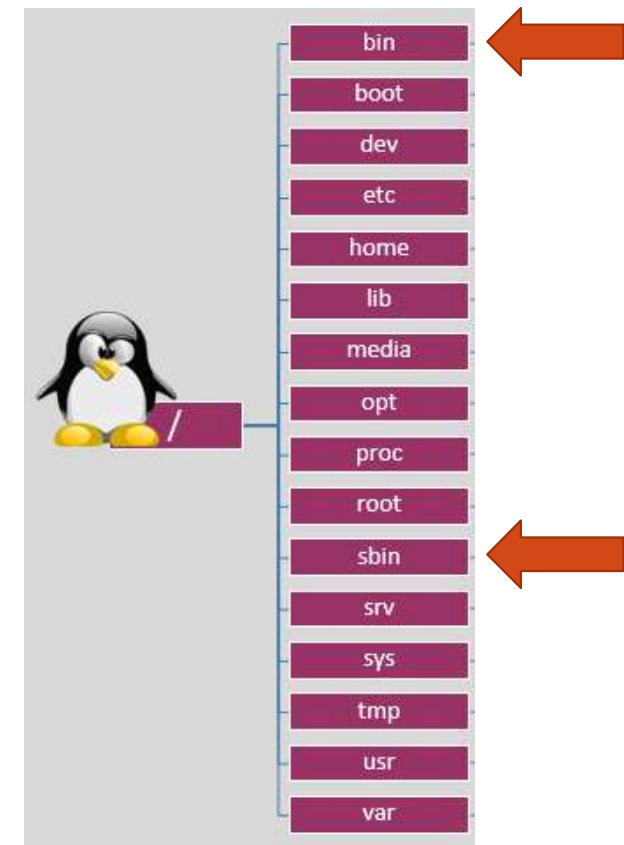 bin
boot
dev
etc
home
lib
media
/
opt
proc
root
sbin
srv
sys
tmp
usr
var